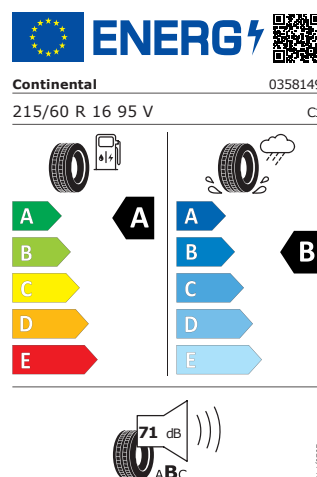 ENERG
Continental 0358149
215/60 R 16 95 V
A A A
B B B
C C
D D
E E
71 dB
ABC